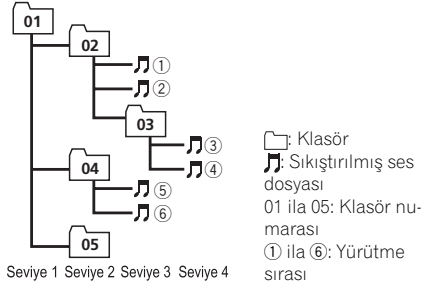 01
02
①
②
03
③
④
04
⑤
⑥
05
Seviye 1 Seviye 2 Seviye 3 Seviye 4
: Klasör
: Sıkıştırılmış ses
dosyası
01 ila 05: Klasör nu-
marası
① ila ⑥: Yürütme
sırası